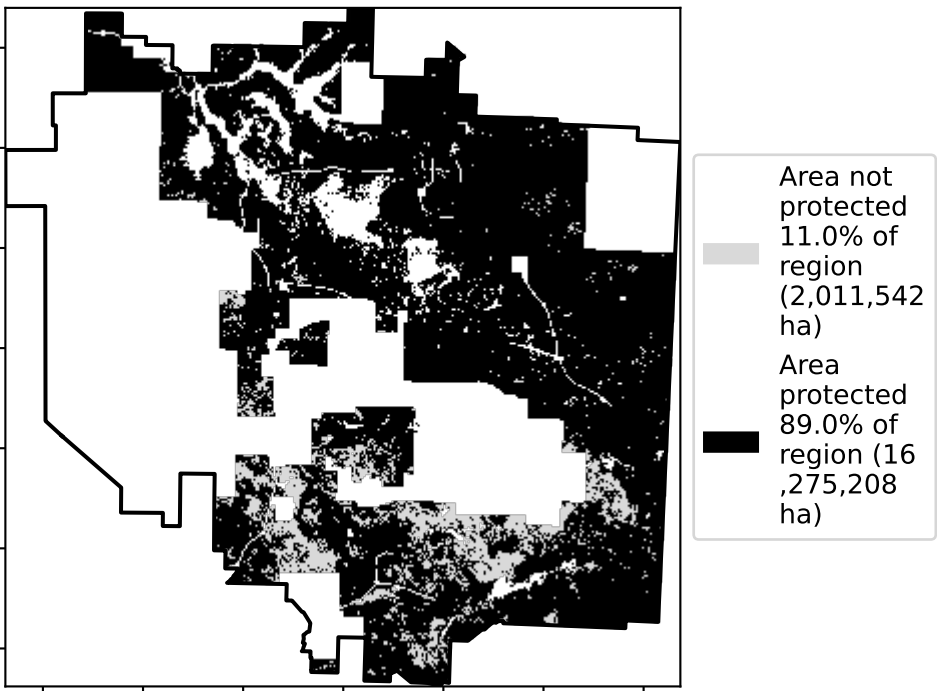 Area not
protected
11.0% of
region
(2,011,542
ha)
Area
protected
89.0% of
region (16
,275,208
ha)